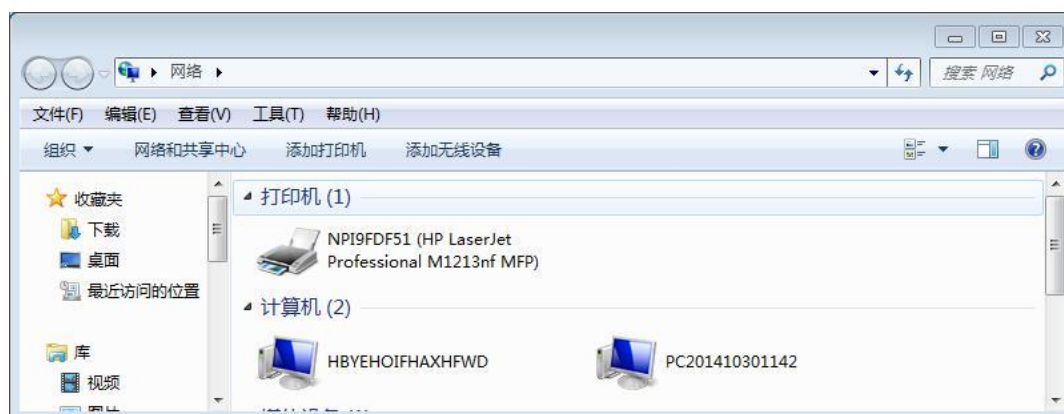 网络
搜索 网络
文件(F) 编辑(E) 查看(V) 工具(T) 帮助(H)
组织 网络和共享中心 添加打印机 添加无线设备
收藏夹
下载
桌面
最近访问的位置
库
视频
打印机 (1)
NPI9FDF51 (HP LaserJet
Professional M1213nf MFP)
计算机 (2)
HBYEHOIFHAXHFWD
PC201410301142